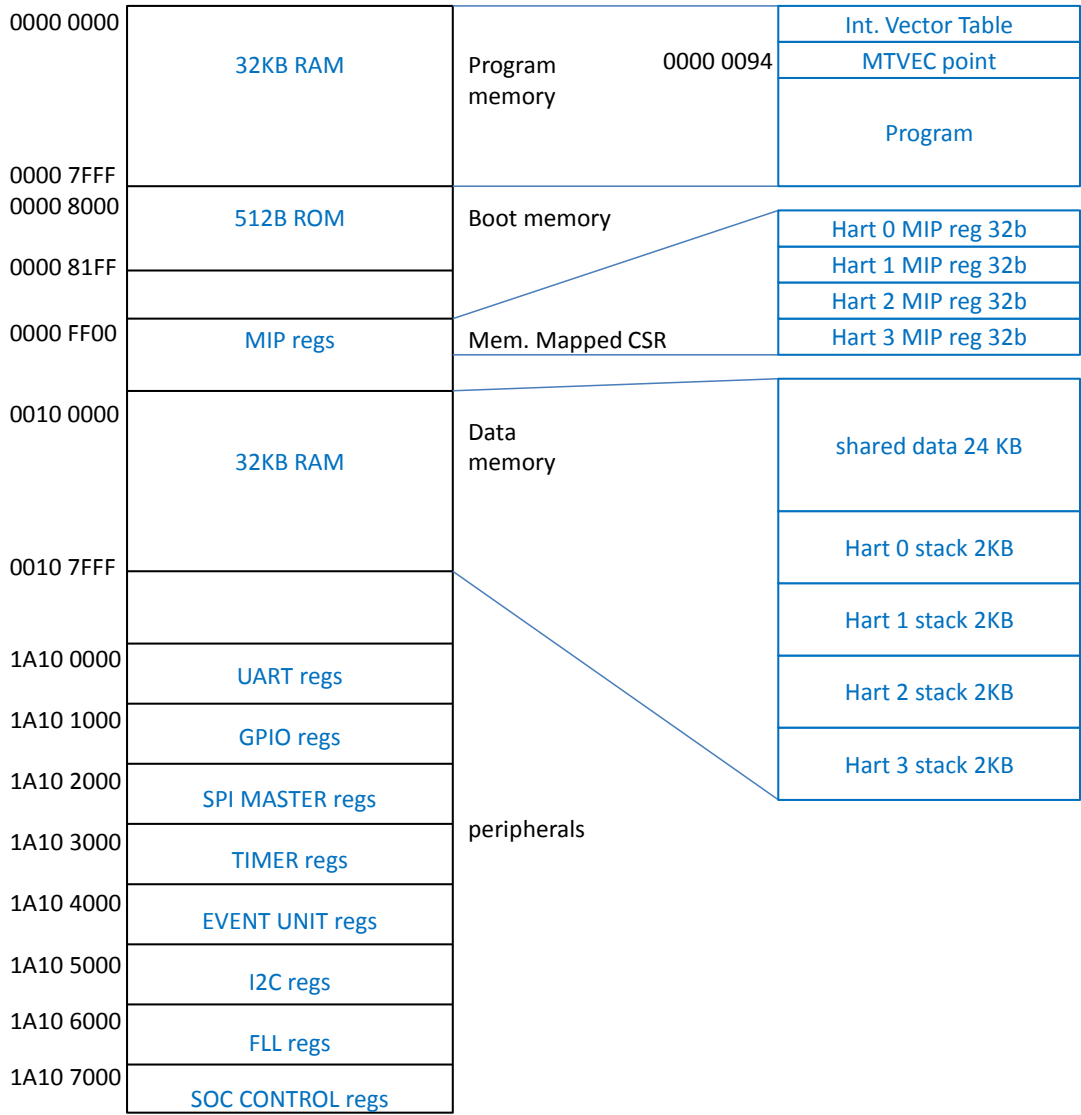 0000 0000
32KB RAM
Program
memory
0000 7FFF
0000 0094
Int. Vector Table
MTVEC point
Program
0000 8000
512B ROM
Boot memory
0000 81FF
0000 FF00
MIP regs
Mem. Mapped CSR
Hart 0 MIP reg 32b
Hart 1 MIP reg 32b
Hart 2 MIP reg 32b
Hart 3 MIP reg 32b
0010 0000
32KB RAM
Data
memory
0010 7FFF
shared data 24 KB
Hart 0 stack 2KB
Hart 1 stack 2KB
Hart 2 stack 2KB
Hart 3 stack 2KB
1A10 0000
UART regs
1A10 1000
GPIO regs
1A10 2000
SPI MASTER regs
peripherals
1A10 3000
TIMER regs
1A10 4000
EVENT UNIT regs
1A10 5000
I2C regs
1A10 6000
FLL regs
1A10 7000
SOC CONTROL regs